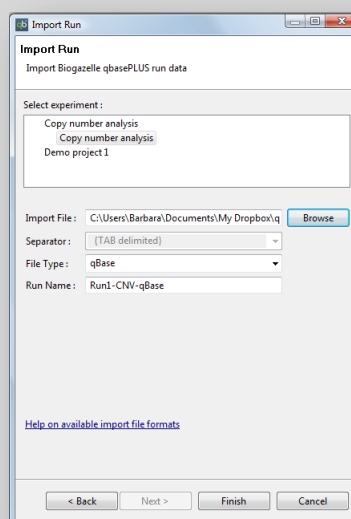 qb Import Run
Import Run
Import Biogazelle qbasePLUS run data
Select experiment :
Copy number analysis
Copy number analysis
Demo project 1
Import File : C:\Users\Barbara\Documents\My Dropbox\q Browse
Separator : (TAB delimited)
File Type : qBase
Run Name : Run1-CNV-qBase
Help on available import file formats
< Back Next > Finish Cancel